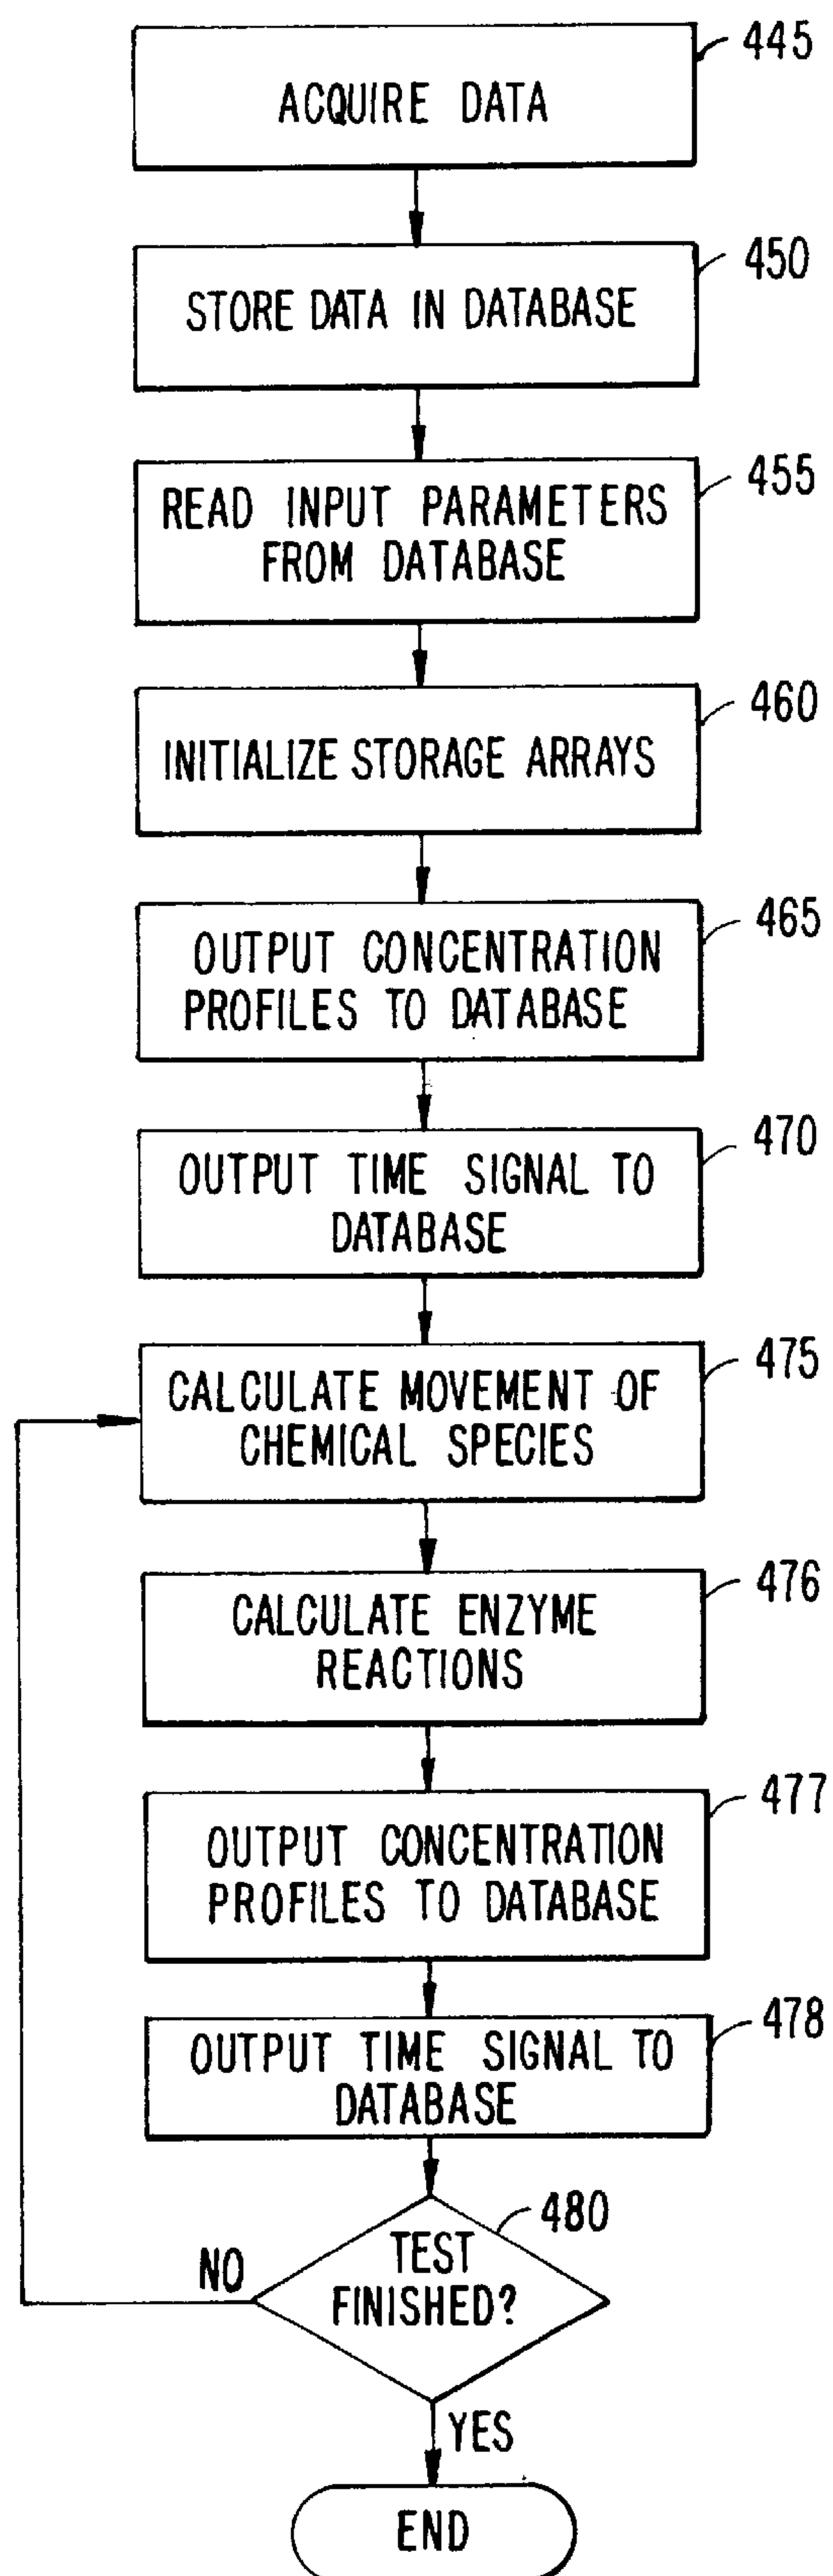 445
ACQUIRE DATA
450
STORE DATA IN DATABASE
455
READ INPUT PARAMETERS
FROM DATABASE
460
INITIALIZE STORAGE ARRAYS
465
OUTPUT CONCENTRATION
PROFILES TO DATABASE
470
OUTPUT TIME SIGNAL TO
DATABASE
475
CALCULATE MOVEMENT OF
CHEMICAL SPECIES
476
CALCULATE ENZYME
REACTIONS
477
OUTPUT CONCENTRATION
PROFILES TO DATABASE
478
OUTPUT TIME SIGNAL TO
DATABASE
480
NO
TEST
FINISHED?
YES
END